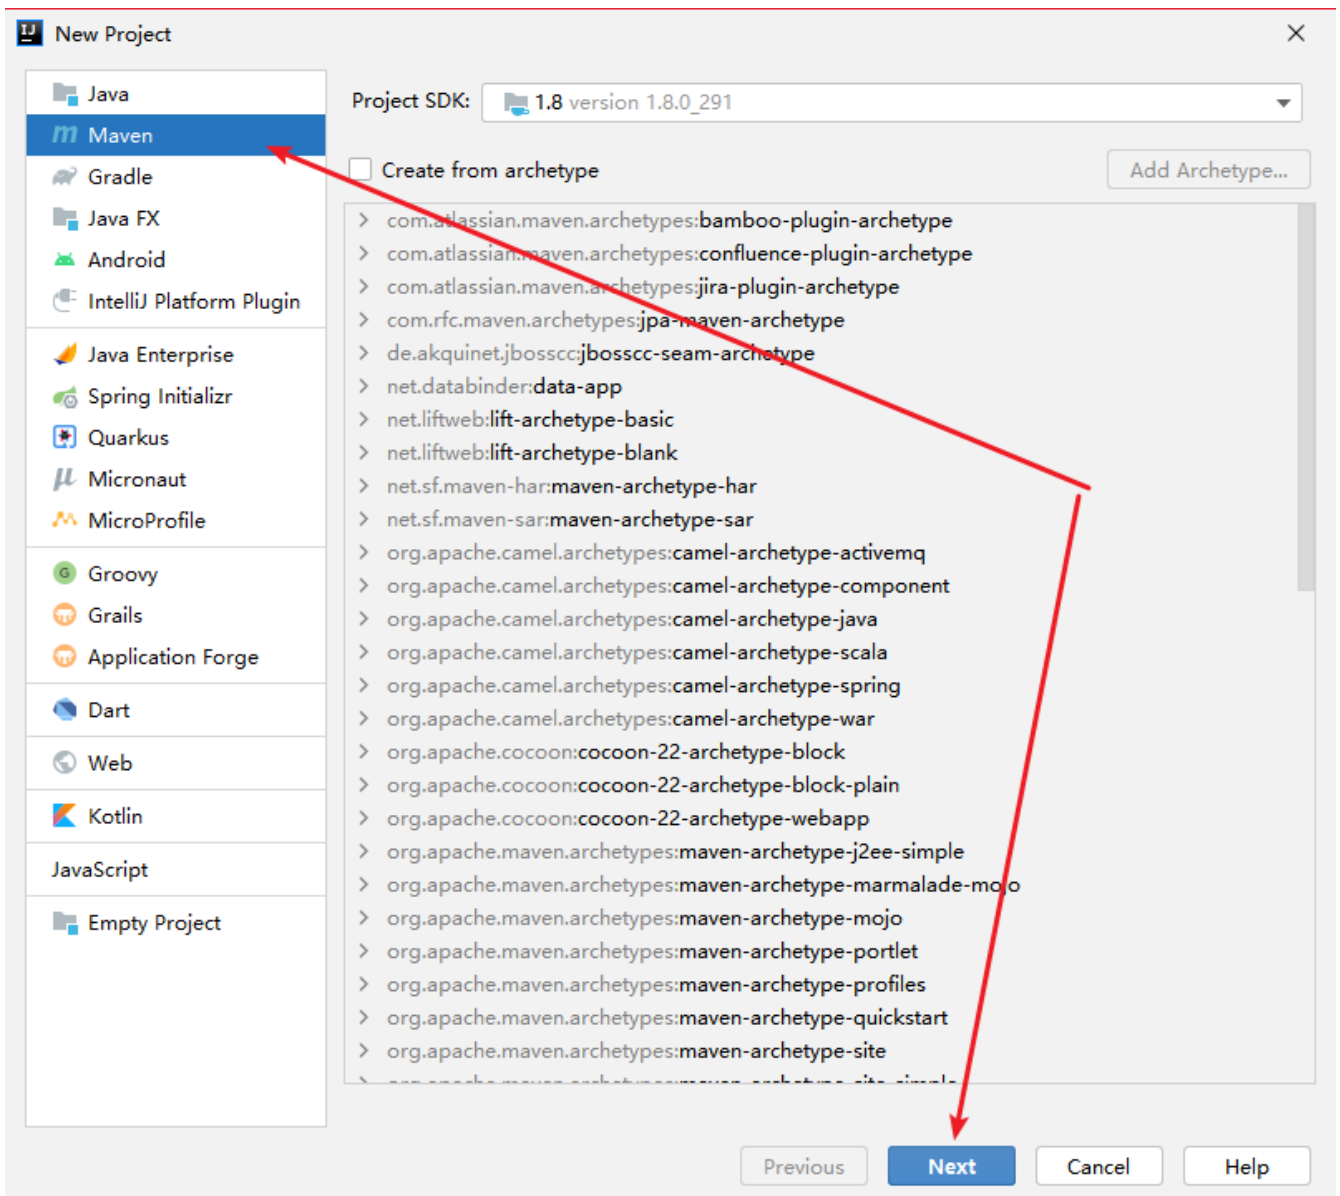 New Project
Java
Maven
Gradle
Java FX
Android
IntelliJ Platform Plugin
Java Enterprise
Spring Initializr
Quarkus
Micronaut
MicroProfile
Groovy
Grails
Application Forge
Dart
Web
Kotlin
JavaScript
Empty Project
Project SDK: 1.8 version 1.8.0_291
Create from archetype
Add Archetype...
com.atlassian.maven.archetypes:bamboo-plugin-archetype
com.atlassian.maven.archetypes:confluence-plugin-archetype
com.atlassian.maven.archetypes:jira-plugin-archetype
com.rfc.maven.archetypes:jpa-maven-archetype
de.akquinet.jbosscc:jbosscc-seam-archetype
net.databinder:data-app
net.liftweb:lift-archetype-basic
net.liftweb:lift-archetype-blank
net.sf.maven-har:maven-archetype-har
net.sf.maven-sar:maven-archetype-sar
org.apache.camel.archetypes:camel-archetype-activemq
org.apache.camel.archetypes:camel-archetype-component
org.apache.camel.archetypes:camel-archetype-java
org.apache.camel.archetypes:camel-archetype-scala
org.apache.camel.archetypes:camel-archetype-spring
org.apache.camel.archetypes:camel-archetype-war
org.apache.cocoon:cocoon-22-archetype-block
org.apache.cocoon:cocoon-22-archetype-block-plain
org.apache.cocoon:cocoon-22-archetype-webapp
org.apache.maven.archetypes:maven-archetype-j2ee-simple
org.apache.maven.archetypes:maven-archetype-marmalade-mojo
org.apache.maven.archetypes:maven-archetype-mojo
org.apache.maven.archetypes:maven-archetype-portlet
org.apache.maven.archetypes:maven-archetype-profiles
org.apache.maven.archetypes:maven-archetype-quickstart
org.apache.maven.archetypes:maven-archetype-site
org.apache.maven.archetypes:maven-archetype-site-simple
Previous
Next
Cancel
Help